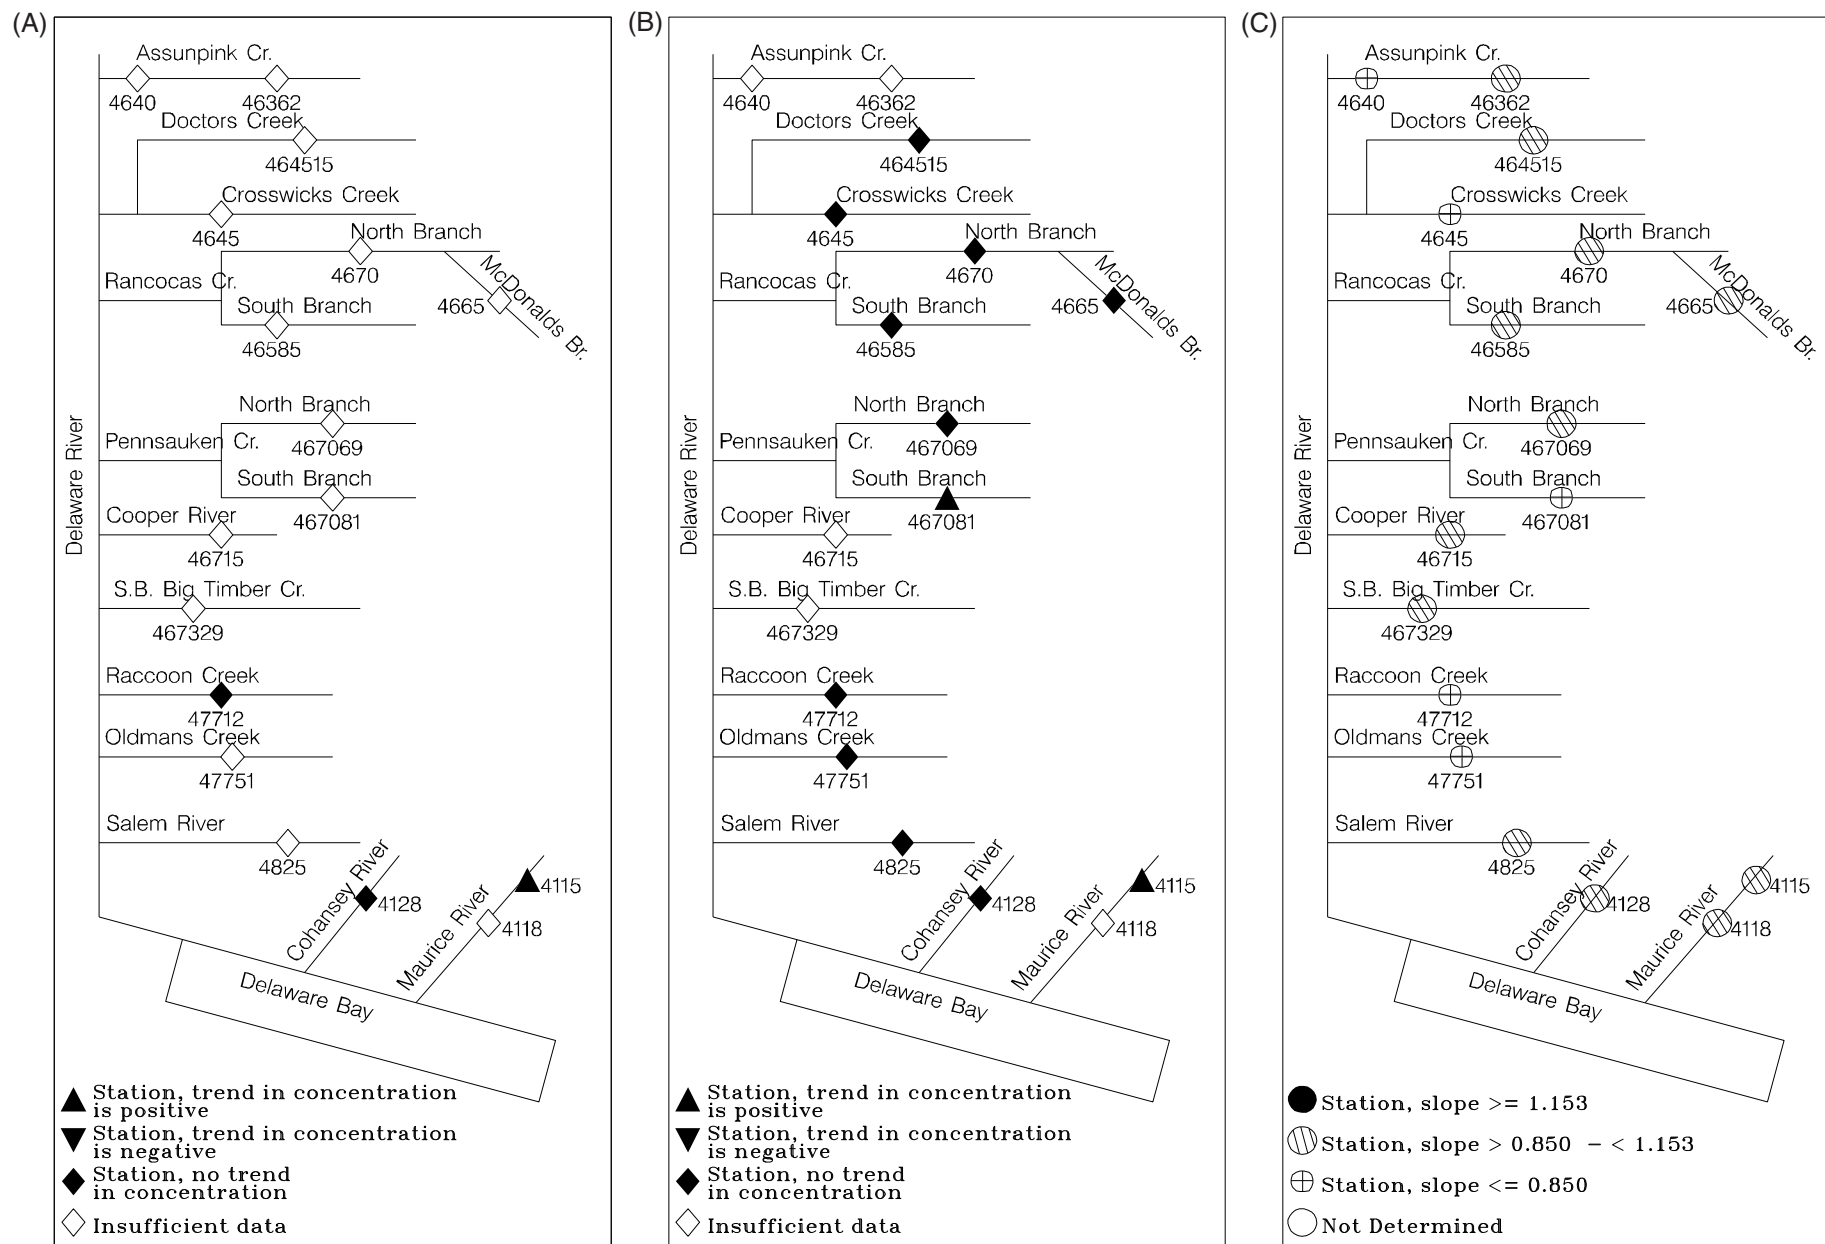 (A)
Assunpink Cr.
4640
46362
Doctors Creek
464515
Crosswicks Creek
4645
North Branch
4670
Rancocas Cr.
McDonalds Br.
4665
South Branch
46585
North Branch
467069
Pennsauken Cr.
South Branch
467081
Delaware River
Cooper River
46715
S.B. Big Timber Cr.
467329
Raccoon Creek
47712
Oldmans Creek
47751
Salem River
4825
Cohansey River
4128
Maurice River
4115
4118
Delaware Bay
Station, trend in concentration
is positive
Station, trend in concentration
is negative
Station, no trend
in concentration
Insufficient data
(B)
Assunpink Cr.
4640
46362
Doctors Creek
464515
Crosswicks Creek
4645
North Branch
4670
Rancocas Cr.
McDonalds Br.
4665
South Branch
46585
North Branch
467069
Pennsauken Cr.
South Branch
467081
Delaware River
Cooper River
46715
S.B. Big Timber Cr.
467329
Raccoon Creek
47712
Oldmans Creek
47751
Salem River
4825
Cohansey River
4128
Maurice River
4115
4118
Delaware Bay
Station, trend in concentration
is positive
Station, trend in concentration
is negative
Station, no trend
in concentration
Insufficient data
(C)
Assunpink Cr.
4640
46362
Doctors Creek
464515
Crosswicks Creek
4645
North Branch
4670
Rancocas Cr.
McDonalds Br.
4665
South Branch
46585
North Branch
467069
Pennsauken Cr.
South Branch
467081
Delaware River
Cooper River
46715
S.B. Big Timber Cr.
467329
Raccoon Creek
47712
Oldmans Creek
47751
Salem River
4825
Cohansey River
4128
Maurice River
4115
4118
Delaware Bay
Station, slope >= 1.153
Station, slope > 0.850 - < 1.153
Station, slope <= 0.850
Not Determined